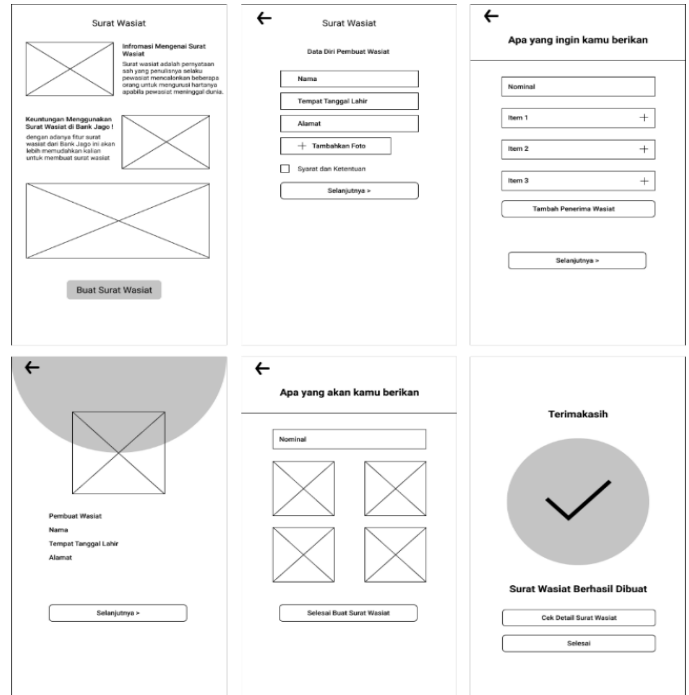 Surat Wasiat
Infromasi Mengenai Surat
Wasiat
Surat wasiat adalah pernyataan
sah yang penulisnya selaku
pewasiat mencalonkan beberapa
orang untuk mengurusi hartanya
apabila pewasiat meninggal dunia.
Keuntungan Menggunakan
Surat Wasiat di Bank Jago !
dengan adanya fitur surat
wasiat dari Bank Jago ini akan
lebih memudahkan kalian
untuk membuat surat wasiat
Buat Surat Wasiat
Surat Wasiat
Data Diri Pembuat Wasiat
Nama
Tempat Tanggal Lahir
Alamat
+ Tambahkan Foto
Syarat dan Ketentuan
Selanjutnya >
Apa yang ingin kamu berikan
Nominal
Item 1 +
Item 2 +
Item 3 +
Tambah Penerima Wasiat
Selanjutnya >
Pembuat Wasiat
Nama
Tempat Tanggal Lahir
Alamat
Selanjutnya >
Apa yang akan kamu berikan
Nominal
Selesai Buat Surat Wasiat
Terimakasih
Surat Wasiat Berhasil Dibuat
Cek Detail Surat Wasiat
Selesai